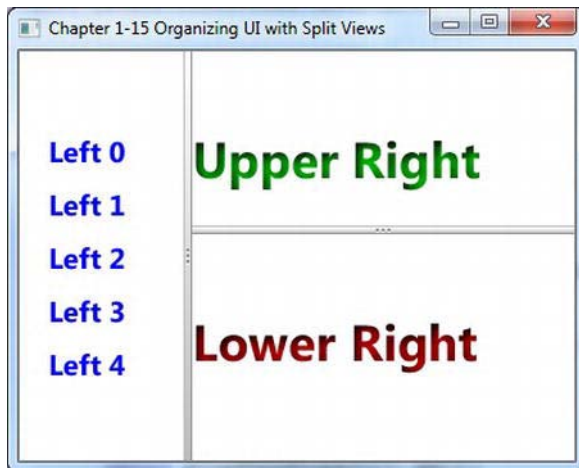 Chapter 1-15 Organizing UI with Split Views
Left 0
Left 1
Left 2
Left 3
Left 4
Upper Right
Lower Right